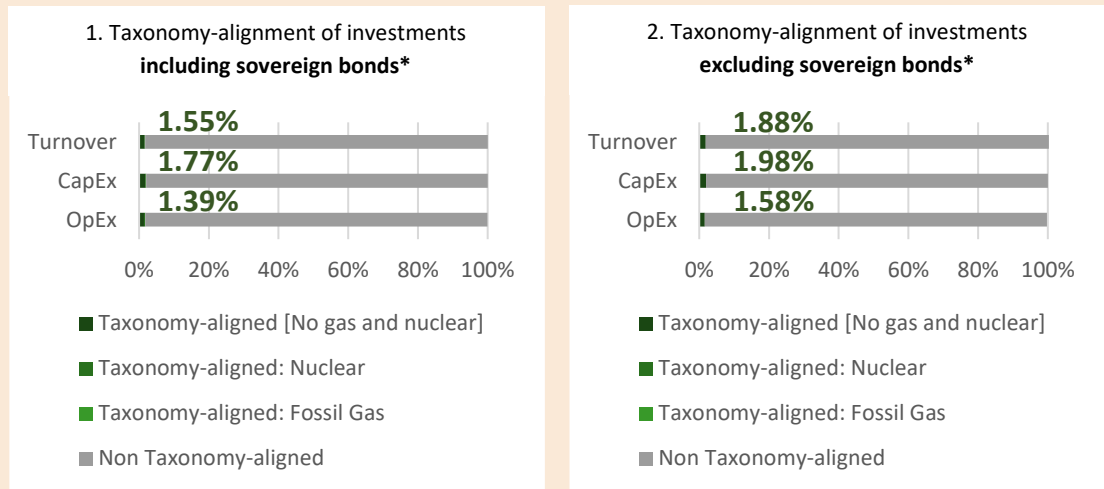 1. Taxonomy-alignment of investments
including sovereign bonds*
1.55%
Turnover
1.77%
CapEx
1.39%
OpEx
0% 20% 40% 60% 80% 100%
Taxonomy-aligned [No gas and nuclear]
Taxonomy-aligned: Nuclear
Taxonomy-aligned: Fossil Gas
Non Taxonomy-aligned
2. Taxonomy-alignment of investments
excluding sovereign bonds*
1.88%
Turnover
1.98%
CapEx
1.58%
OpEx
0% 20% 40% 60% 80% 100%
Taxonomy-aligned [No gas and nuclear]
Taxonomy-aligned: Nuclear
Taxonomy-aligned: Fossil Gas
Non Taxonomy-aligned